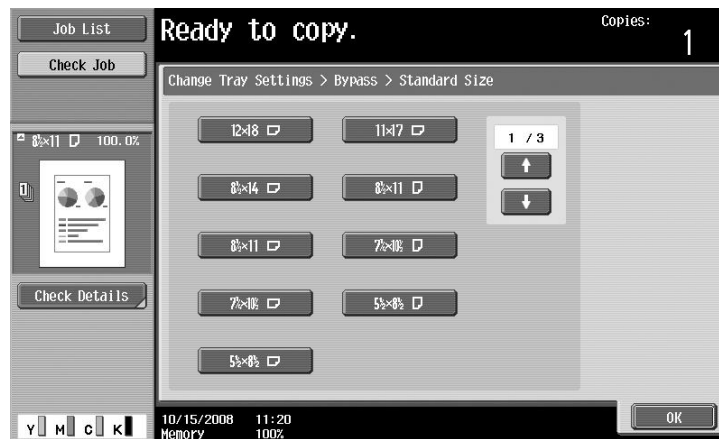 Job List
Check Job
Ready to copy.
Copies:
1
Change Tray Settings > Bypass > Standard Size
8½×11 100.0%
12×18
11×17
1 / 3
8½×14
8½×11
8½×11
7¼×10½
7¼×10½
5½×8½
5½×8½
Check Details
Y M C K
10/15/2008 11:20
Memory 100%
OK